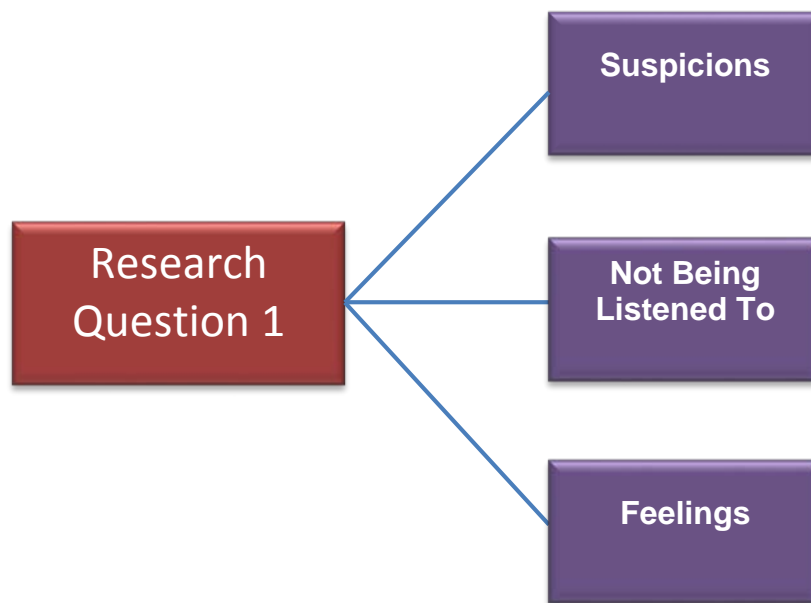 Suspicions
Research
Question 1
Not Being
Listened To
Feelings